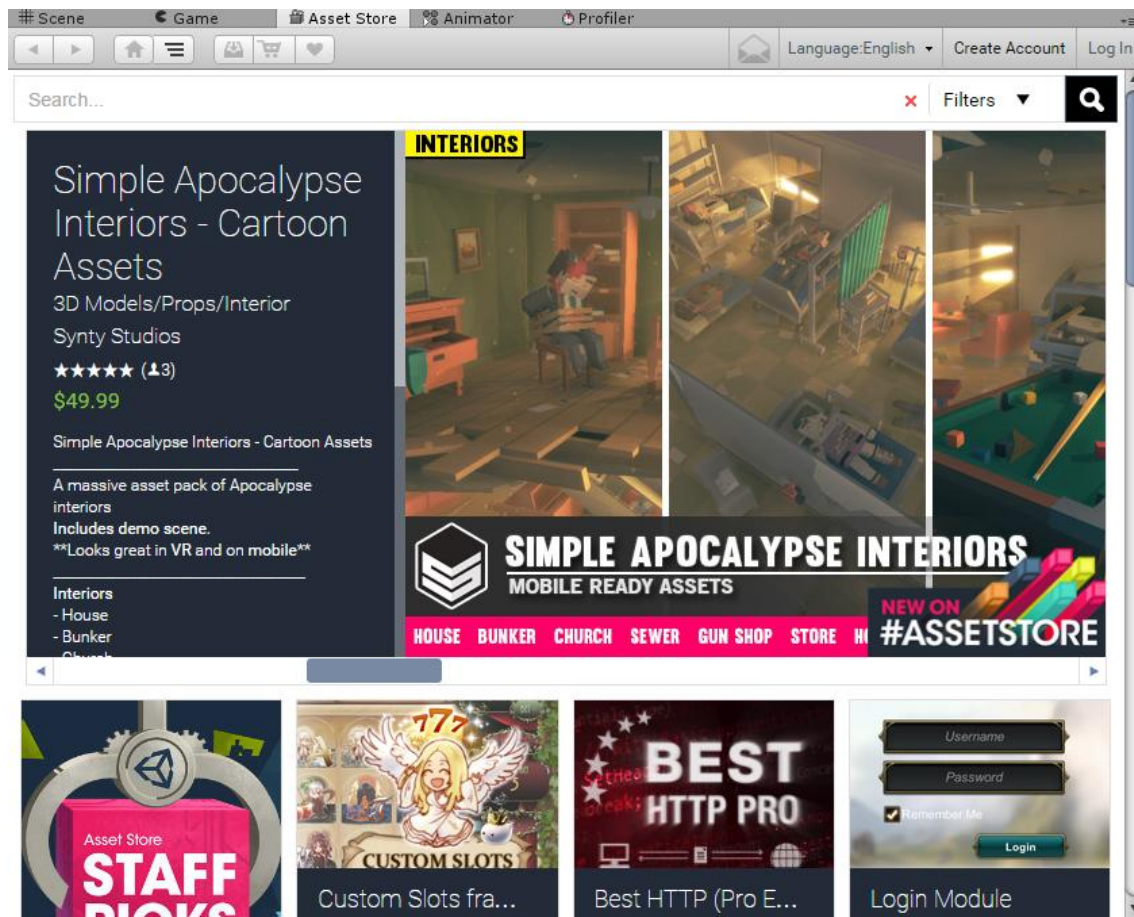 Scene Game Asset Store Animator Profiler
Language:English Create Account Log In
Search... Filters
INTERIORS
Simple Apocalypse
Interiors - Cartoon
Assets
3D Models/Props/Interior
Synty Studios
★★★★★ (3)
$49.99
Simple Apocalypse Interiors - Cartoon Assets
A massive asset pack of Apocalypse
interiors
Includes demo scene.
**Looks great in VR and on mobile**
Interiors
- House
- Bunker
- Church
SIMPLE APOCALYPSE INTERIORS
MOBILE READY ASSETS
HOUSE BUNKER CHURCH SEWER GUN SHOP STORE
NEW ON
#ASSETSTORE
Asset Store
STAFF
PICKS
777
CUSTOM SLOTS
Custom Slots fra...
BEST
HTTP PRO
Best HTTP (Pro E...
Username
Password
Remember Me
Login
Login Module